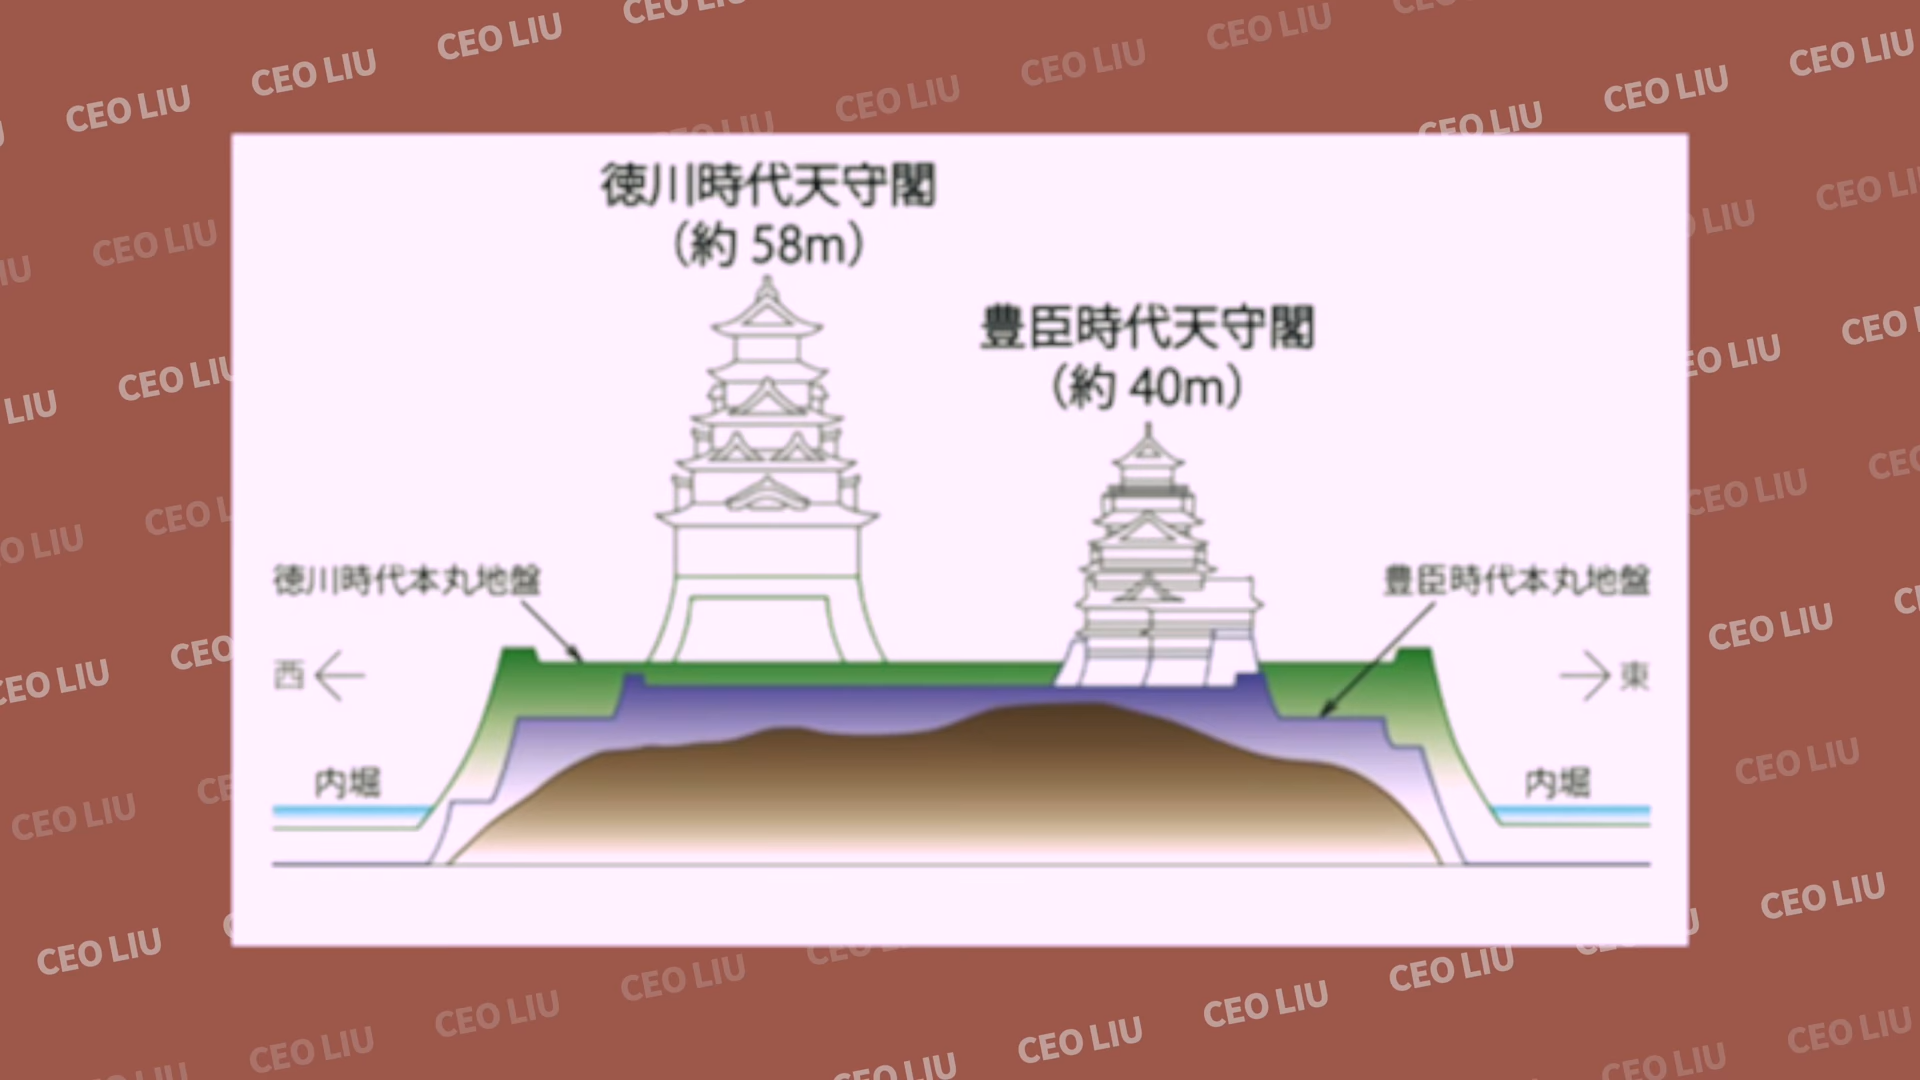 徳川時代天守閣
（約 58m）
豊臣時代天守閣
（約 40m）
徳川時代本丸地盤
豊臣時代本丸地盤
西
東
内堀
内堀
CEO LIU